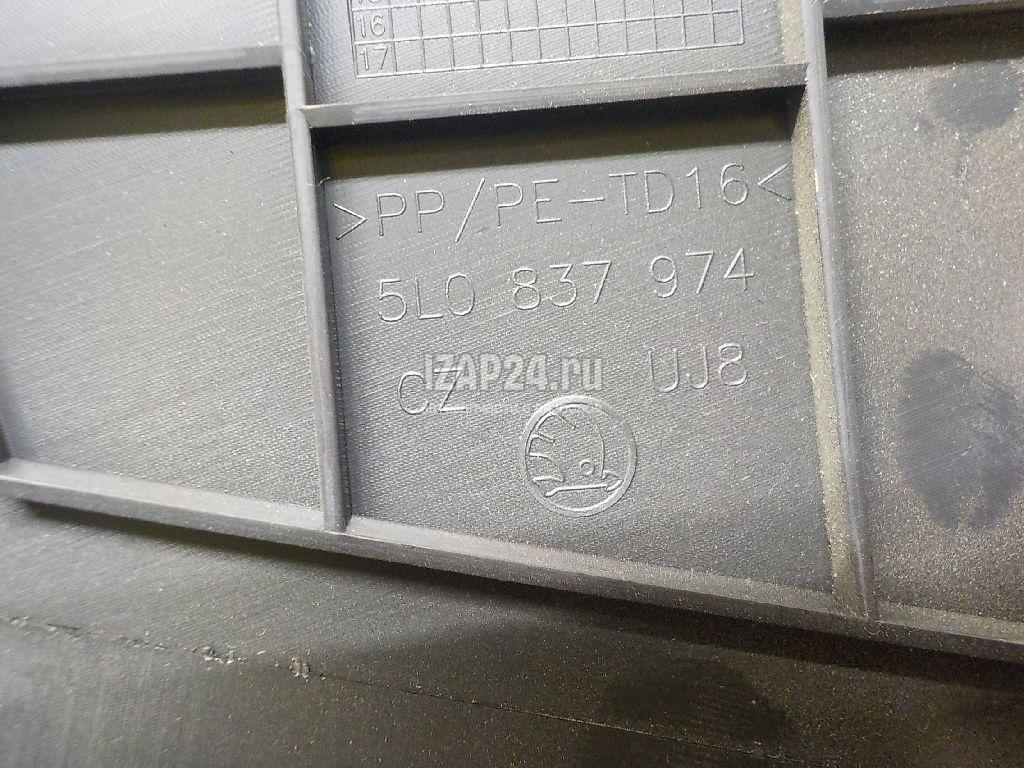 16
17
>PP/PE-TD16<
5L0 837 974
IZAP24.ru
CZ UJ8